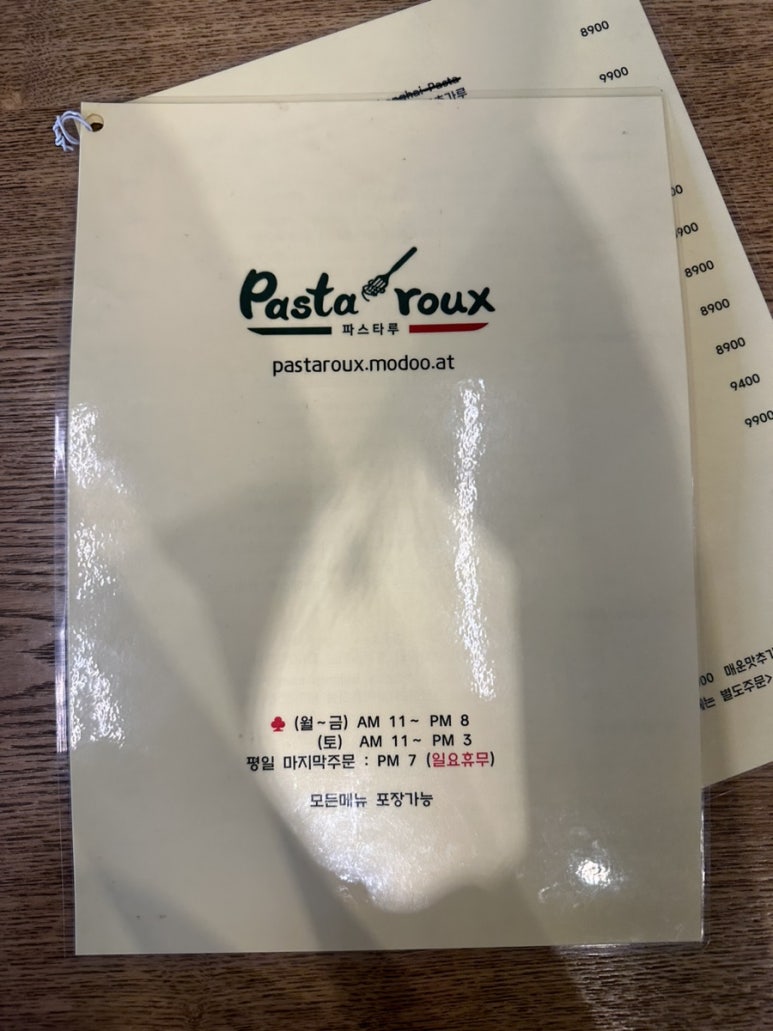 8900
9900
Pasta
Pasta roux
파스타루
pastaroux.modoo.at
8900
8900
8900
9400
9900
♣ (월~금) AM 11~ PM 8
(토) AM 11~ PM 3
평일 마지막주문 : PM 7 (일요휴무)
모든메뉴 포장가능